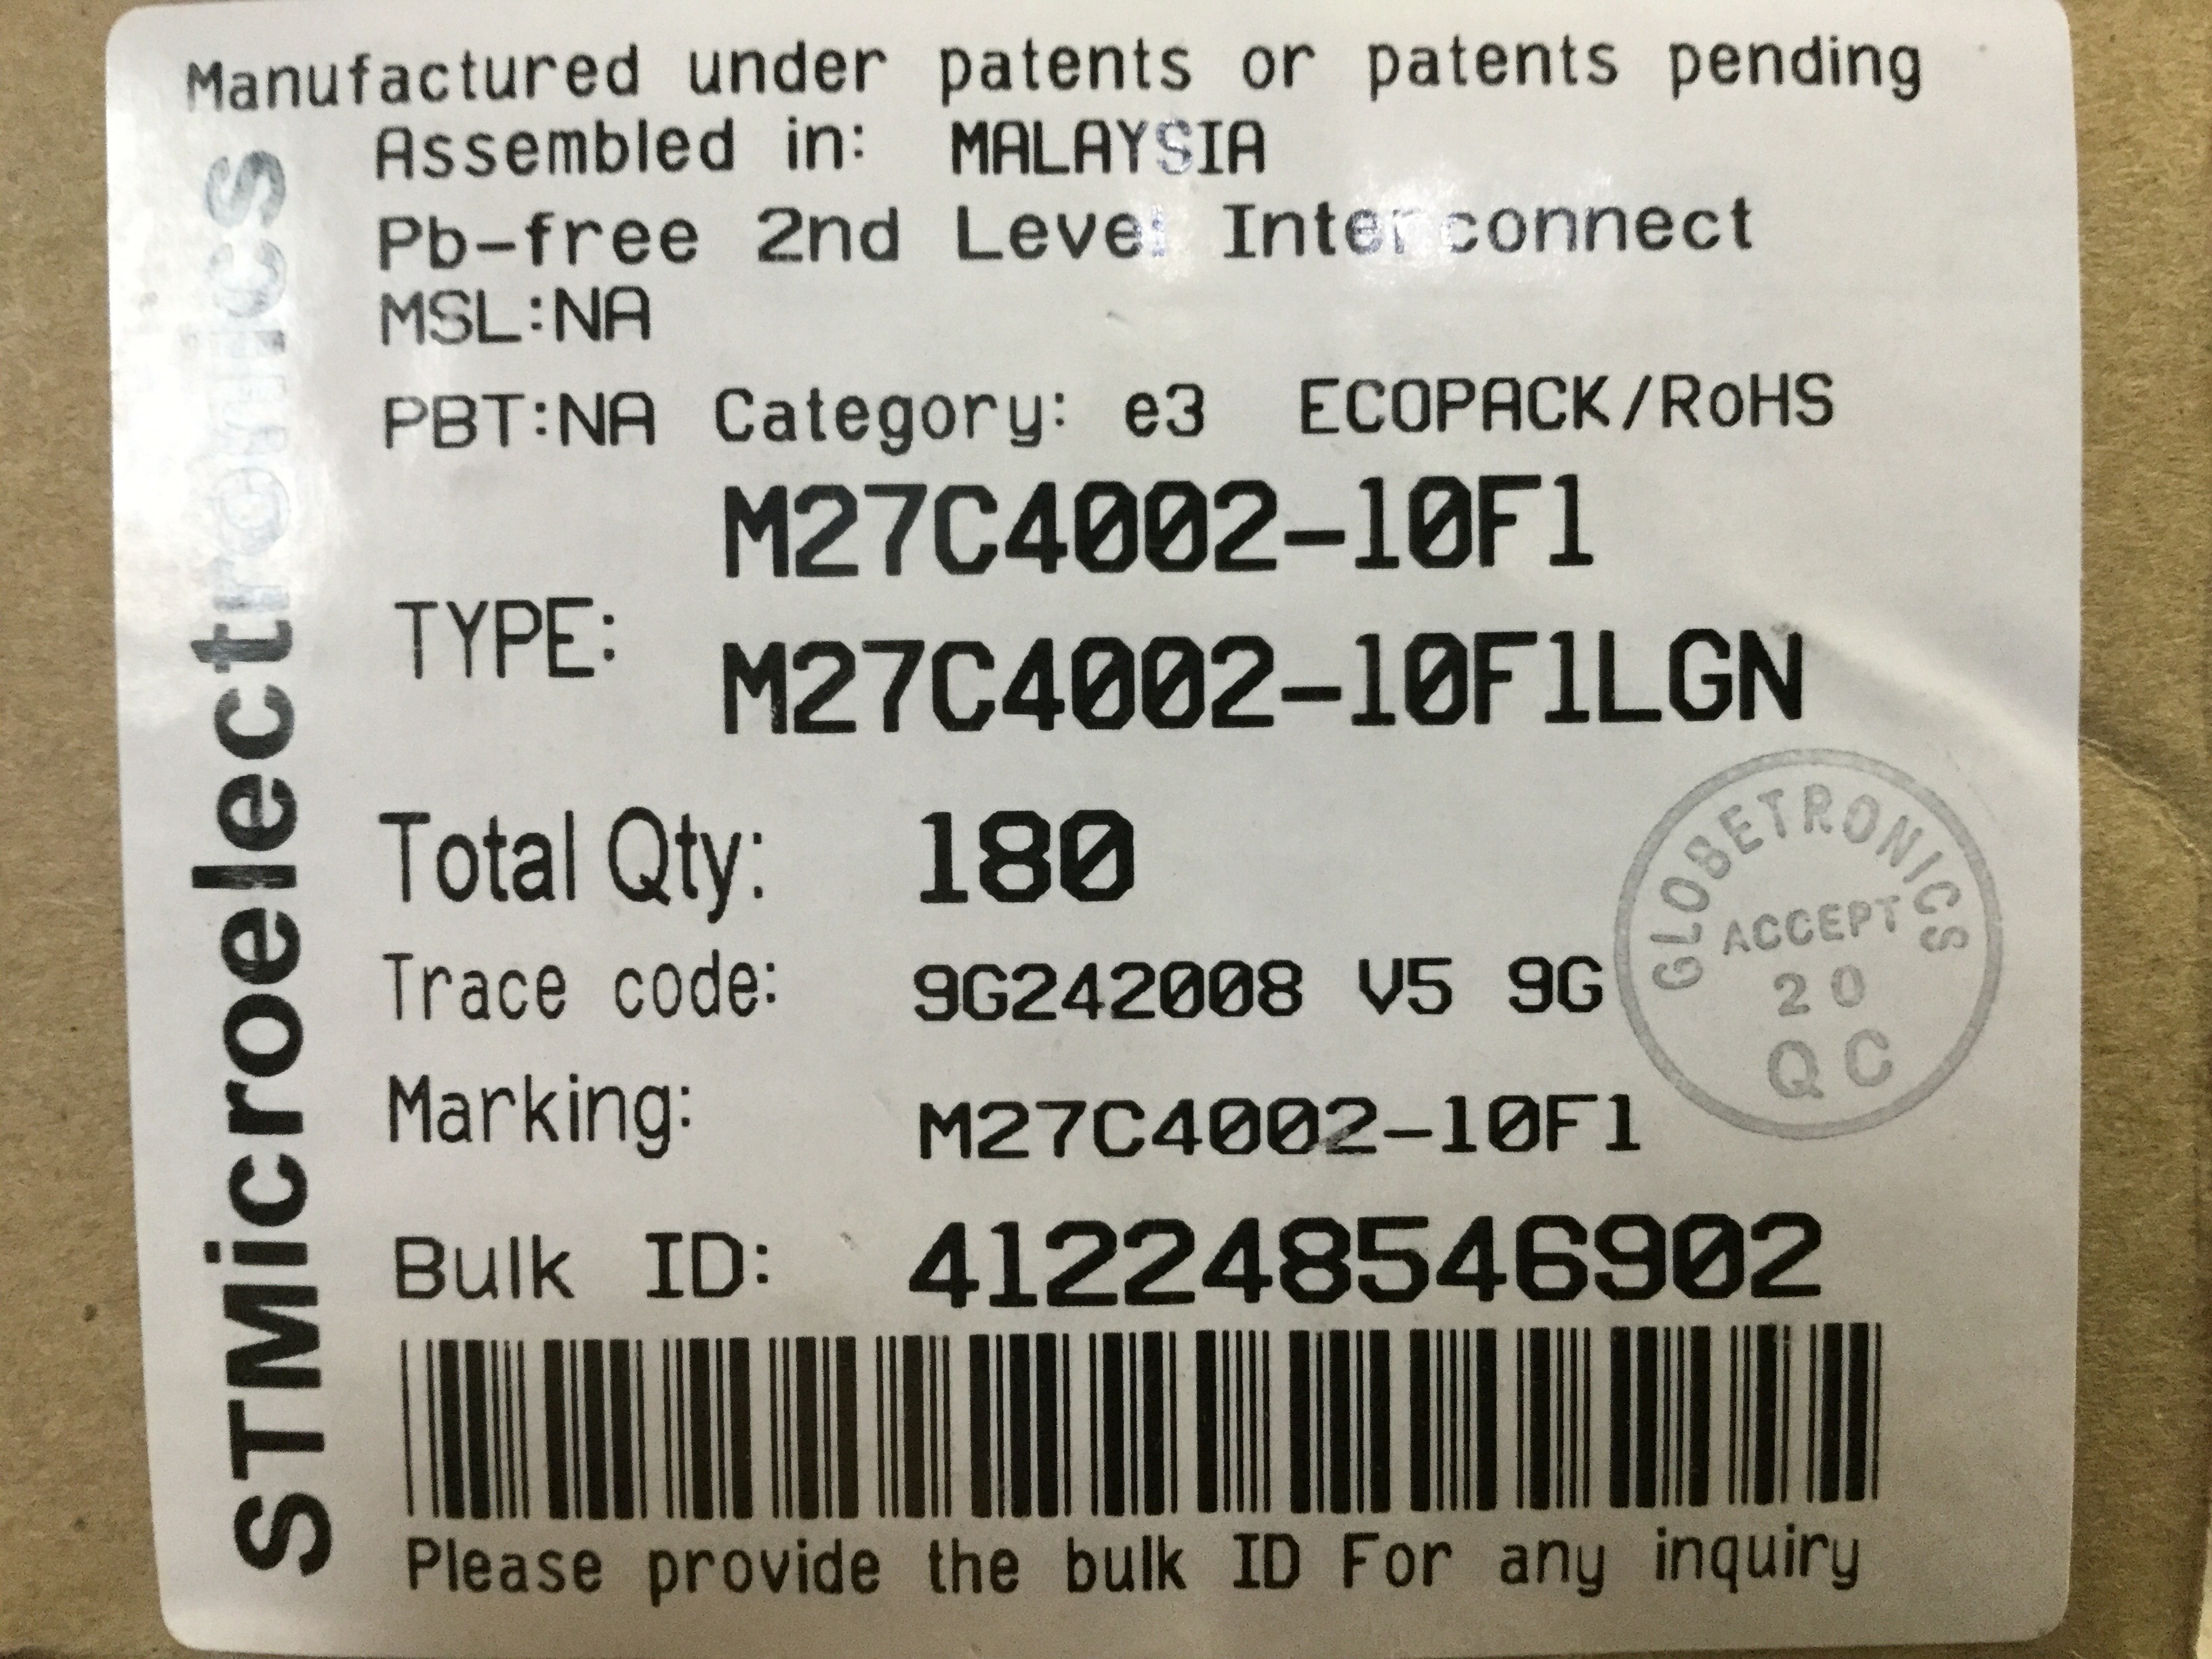 Manufactured under patents or patents pending
Assembled in: MALAYSIA
Pb-free 2nd Level Interconnect
MSL:NA
PBT:NA Category: e3 ECOPACK/RoHS
M27C4002-10F1
TYPE:
M27C4002-10F1LGN
Total Qty: 180
Trace code: 9G242008 V5 9G
Marking: M27C4002-10F1
Bulk ID: 412248546902
Please provide the bulk ID For any inquiry
STMicroelectronics
GLOBETRONICS
ACCEPT
20
QC